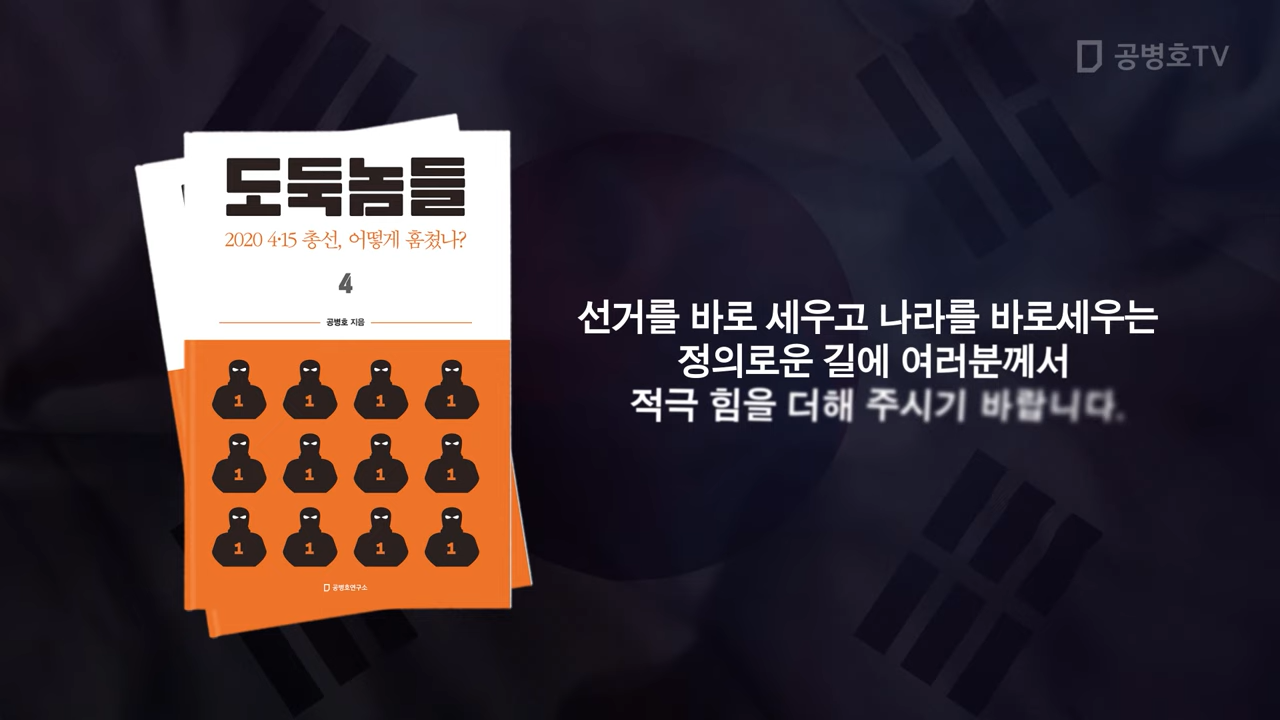 공병호TV
도둑놈들
2020 4·15 총선, 어떻게 훔쳤나?
4
공병호 지음
1 1 1 1
1 1 1 1
1 1 1 1
공병호연구소
선거를 바로 세우고 나라를 바로세우는
정의로운 길에 여러분께서
적극 힘을 더해 주시기 바랍니다.